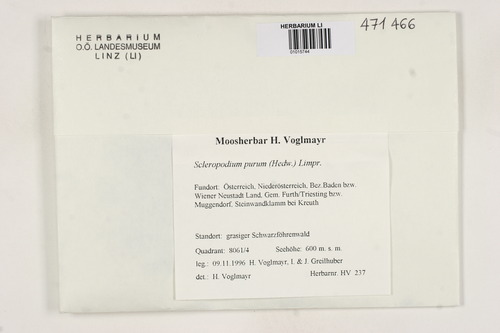 HERBARIUM
O.Ö. LANDESMUSEUM
LINZ (LI)
HERBARIUM LI
01015744
471 466
Moosherbar H. Voglmayr
Scleropodium purum (Hedw.) Limpr.
Fundort: Österreich, Niederösterreich, Bez.Baden bzw.
Wiener Neustadt Land, Gem. Furth/Triesting bzw.
Muggendorf. Steinwandklamm bei Kreuth
Standort: grasiger Schwarzföhrenwald
Quadrant: 8061/4 Seehöhe: 600 m. s. m.
leg.: 09.11.1996 H. Voglmayr, I. & J. Greilhuber
det.: H. Voglmayr Herbarnr. HV 237